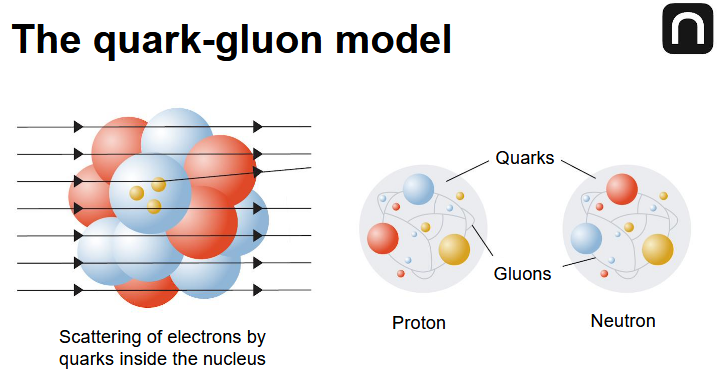 The quark-gluon model
Quarks
Gluons
Proton
Neutron
Scattering of electrons by
quarks inside the nucleus